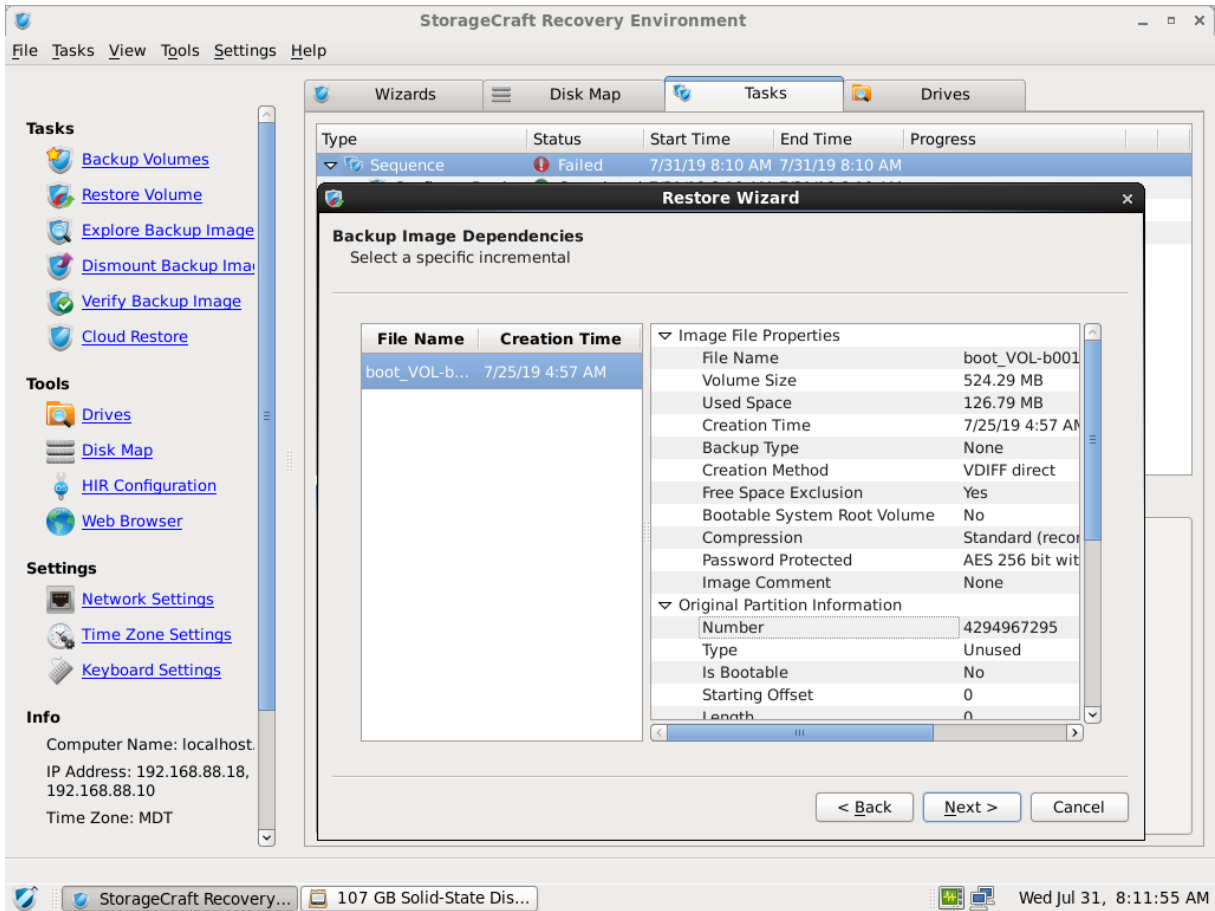 StorageCraft Recovery Environment
File Tasks View Tools Settings Help
Wizards Disk Map Tasks Drives
Tasks
Backup Volumes
Restore Volume
Explore Backup Image
Dismount Backup Ima
Verify Backup Image
Cloud Restore
Tools
Drives
Disk Map
HIR Configuration
Web Browser
Settings
Network Settings
Time Zone Settings
Keyboard Settings
Info
Computer Name: localhost.
IP Address: 192.168.88.18,
192.168.88.10
Time Zone: MDT
Type Status Start Time End Time Progress
Sequence Failed 7/31/19 8:10 AM 7/31/19 8:10 AM
Restore Wizard
Backup Image Dependencies
Select a specific incremental
File Name Creation Time
boot_VOL-b... 7/25/19 4:57 AM
Image File Properties
File Name boot_VOL-b001
Volume Size 524.29 MB
Used Space 126.79 MB
Creation Time 7/25/19 4:57 AM
Backup Type None
Creation Method VDIFF direct
Free Space Exclusion Yes
Bootable System Root Volume No
Compression Standard (recor
Password Protected AES 256 bit wit
Image Comment None
Original Partition Information
Number 4294967295
Type Unused
Is Bootable No
Starting Offset 0
Length 0
< Back Next > Cancel
StorageCraft Recovery... 107 GB Solid-State Dis... Wed Jul 31, 8:11:55 AM